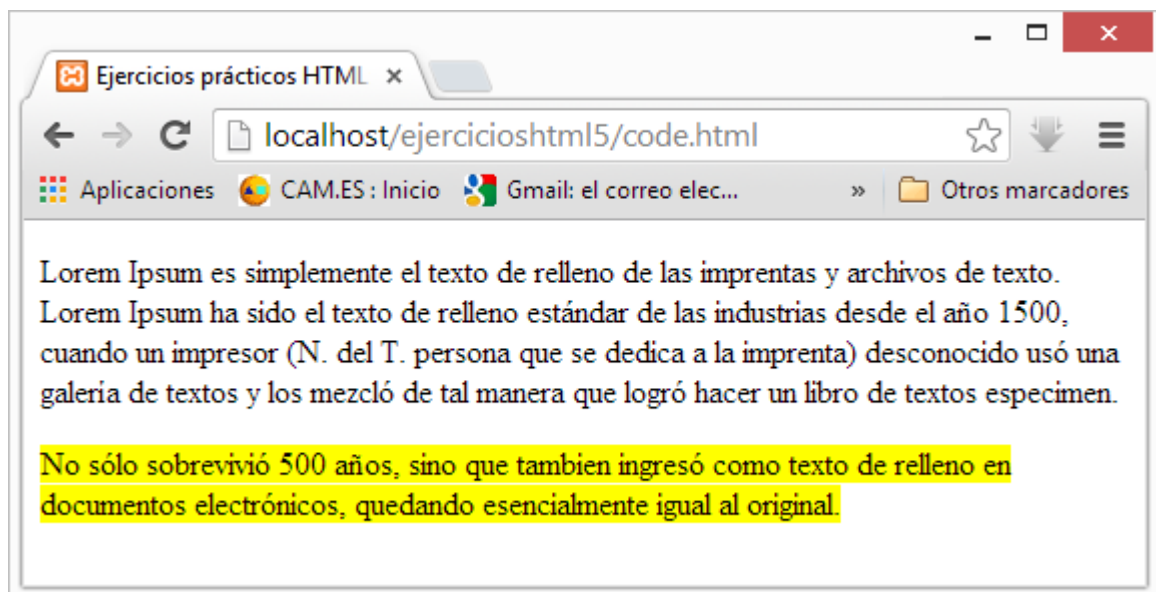 Ejercicios prácticos HTML
localhost/ejercicioshtml5/code.html
Aplicaciones CAM.ES : Inicio Gmail: el correo elec... » Otros marcadores
Lorem Ipsum es simplemente el texto de relleno de las imprentas y archivos de texto.
Lorem Ipsum ha sido el texto de relleno estándar de las industrias desde el año 1500,
cuando un impresor (N. del T. persona que se dedica a la imprenta) desconocido usó una
galería de textos y los mezcló de tal manera que logró hacer un libro de textos especimen.
No sólo sobrevivió 500 años, sino que tambien ingresó como texto de relleno en
documentos electrónicos, quedando esencialmente igual al original.